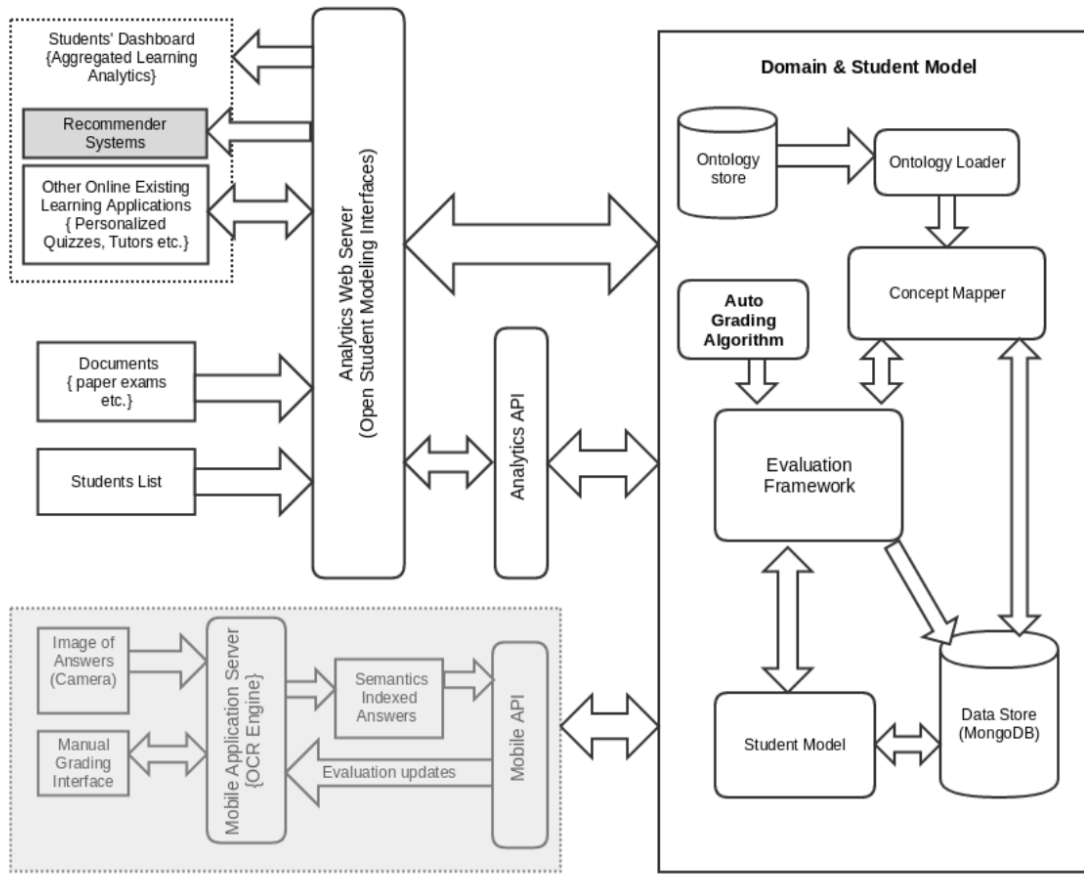 Students' Dashboard
{Aggregated Learning
Analytics}
Recommender
Systems
Other Online Existing
Learning Applications
{ Personalized
Quizzes, Tutors etc.}
Documents
{ paper exams
etc.}
Students List
Analytics Web Server
(Open Student Modeling Interfaces)
Analytics API
Domain & Student Model
Ontology
store
Ontology Loader
Concept Mapper
Auto
Grading
Algorithm
Evaluation
Framework
Student Model
Data Store
(MongoDB)
Image of
Answers
(Camera)
Manual
Grading
Interface
Mobile Application Server
{OCR Engine}
Semantics
Indexed
Answers
Evaluation updates
Mobile API